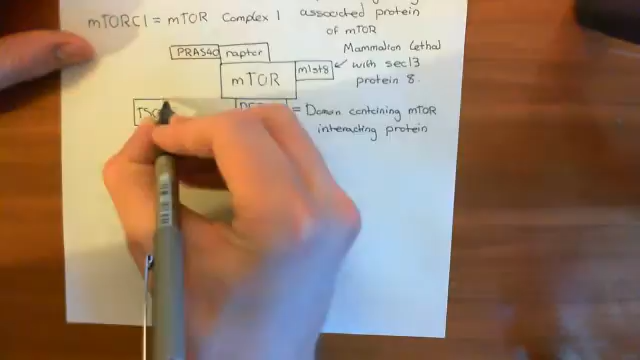 mTORC1 = mTOR Complex 1
associated protein
of mTOR
PRAS40 raptor
mTOR
mlst8
Mammalian Lethal
with sec13
protein 8.
= Domain containing mTOR
interacting protein